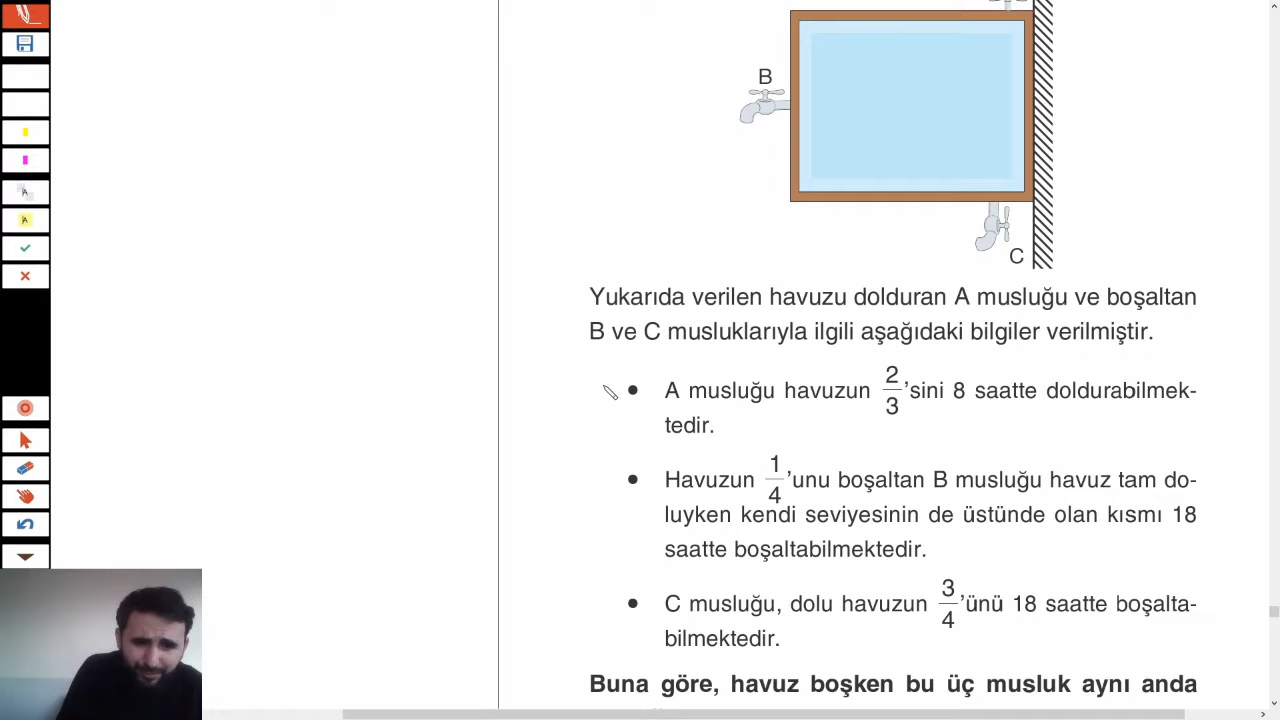 B
C
Yukarıda verilen havuzu dolduran A musluğu ve boşaltan
B ve C musluklarıyla ilgili aşağıdaki bilgiler verilmiştir.
● A musluğu havuzun 2/3’sini 8 saatte doldurabilmek-
tedir.
● Havuzun 1/4’unu boşaltan B musluğu havuz tam do-
luyken kendi seviyesinin de üstünde olan kısmı 18
saatte boşaltabilmektedir.
● C musluğu, dolu havuzun 3/4’ünü 18 saatte boşalta-
bilmektedir.
Buna göre, havuz boşken bu üç musluk aynı anda